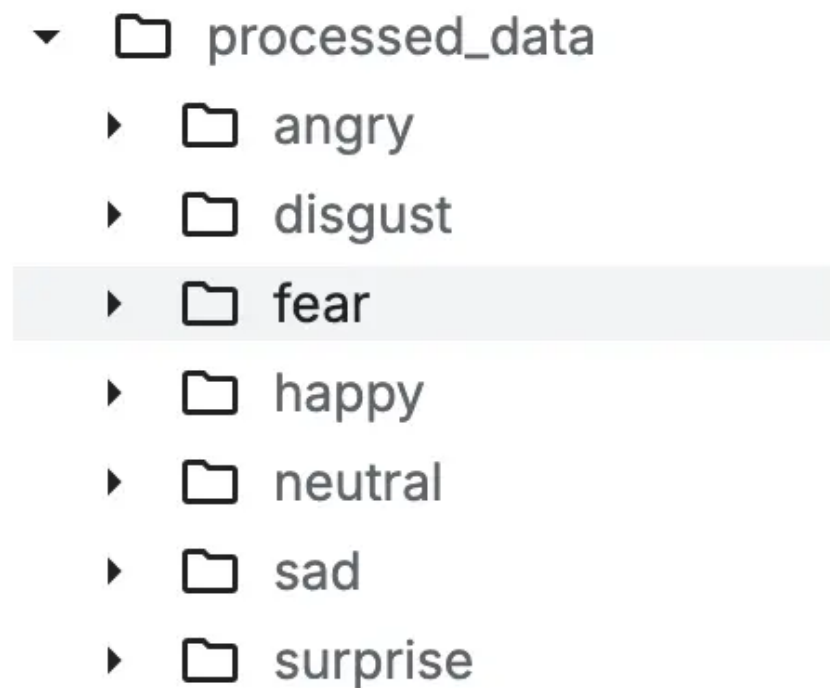 processed_data
angry
disgust
fear
happy
neutral
sad
surprise